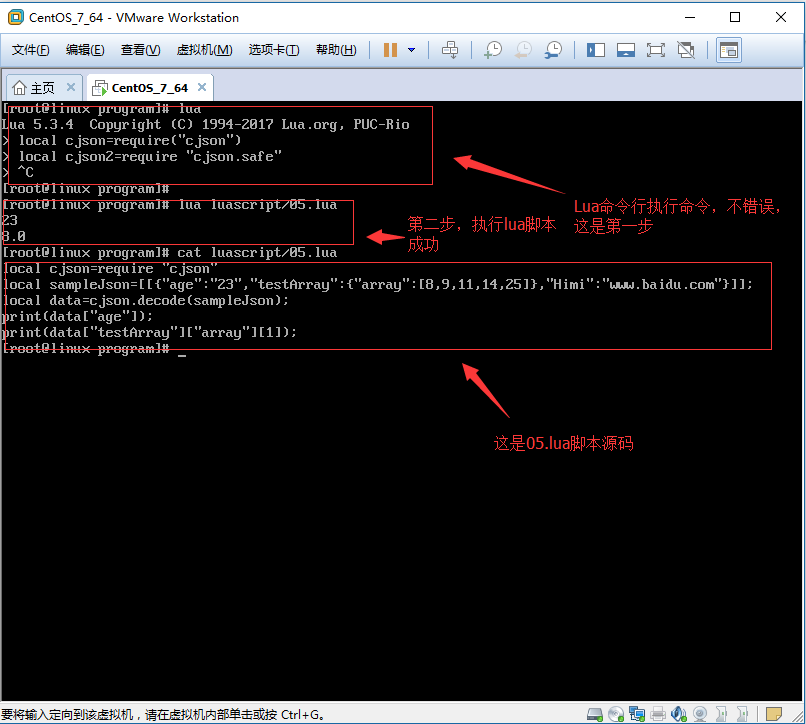 CentOS_7_64 - VMware Workstation
文件(F) 编辑(E) 查看(V) 虚拟机(M) 选项卡(T) 帮助(H)
主页 CentOS_7_64
[root@linux program]# lua
Lua 5.3.4 Copyright (C) 1994-2017 Lua.org, PUC-Rio
> local cjson=require("cjson")
> local cjson2=require "cjson.safe"
> ^C
[root@linux program]#
[root@linux program]# lua luascript/05.lua
23
8.0
[root@linux program]# cat luascript/05.lua
local cjson=require "cjson"
local sampleJson=[[{"age":"23","testArray":{"array":[8,9,11,14,25]},"Himi":"www.baidu.com"}]];
local data=cjson.decode(sampleJson);
print(data["age"]);
print(data["testArray"]["array"][1]);
[root@linux program]# _
Lua命令行执行命令，不错误，
这是第一步
第二步，执行lua脚本
成功
这是05.lua脚本源码
要将输入定向到该虚拟机，请在虚拟机内部单击或按 Ctrl+G。